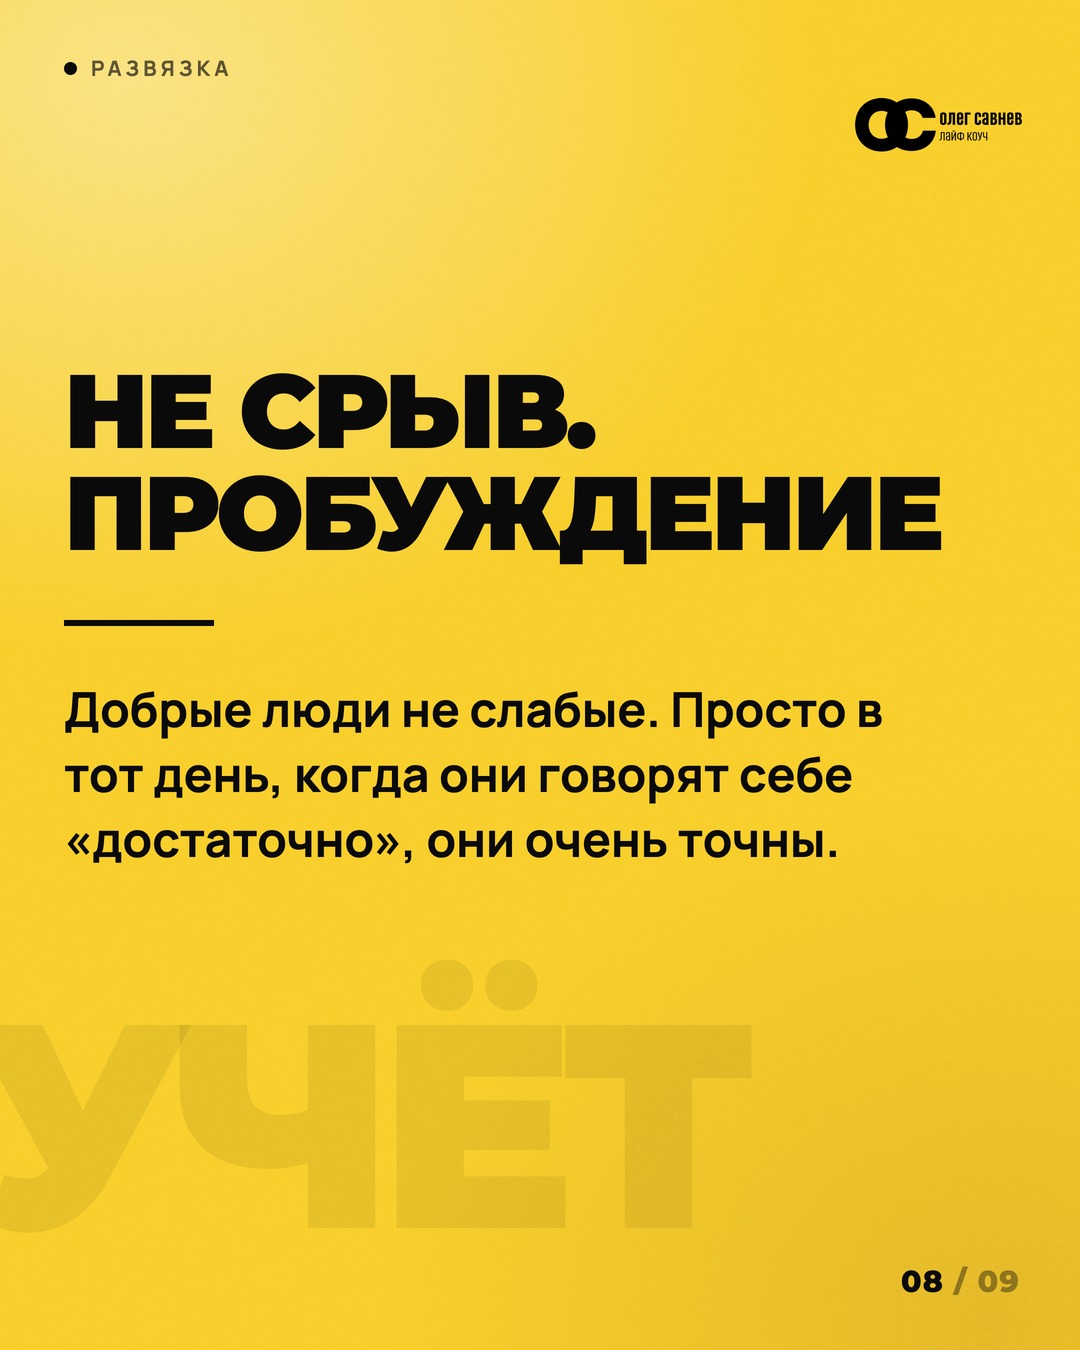 РАЗВЯЗКА
олег савнев
лайф коуч
НЕ СРЫВ.
ПРОБУЖДЕНИЕ
Добрые люди не слабые. Просто в
тот день, когда они говорят себе
«достаточно», они очень точны.
УЧЁТ
08 / 09